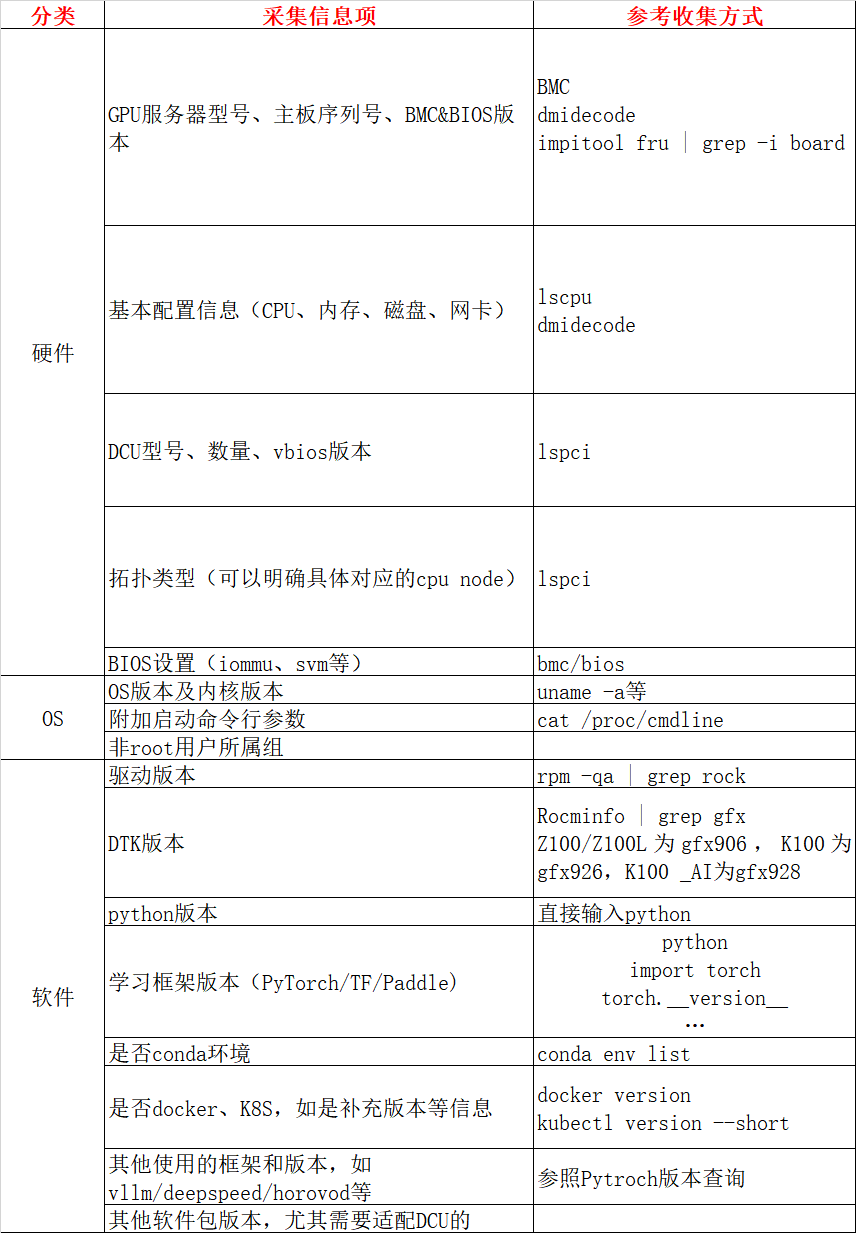 分类 采集信息项 参考收集方式
硬件
GPU服务器型号、主板序列号、BMC&BIOS版
本
BMC
dmidecode
impitool fru | grep -i board
基本配置信息（CPU、内存、磁盘、网卡）
lscpu
dmidecode
DCU型号、数量、vbios版本
lspci
拓扑类型（可以明确具体对应的cpu node）
lspci
BIOS设置（iommu、svm等）
bmc/bios
OS
OS版本及内核版本
uname -a等
附加启动命令行参数
cat /proc/cmdline
非root用户所属组
软件
驱动版本
rpm -qa | grep rock
DTK版本
Rocminfo | grep gfx
Z100/Z100L 为 gfx906 ， K100 为
gfx926，K100 _AI为gfx928
python版本
直接输入python
学习框架版本（PyTorch/TF/Paddle)
python
import torch
torch.__version__
…
是否conda环境
conda env list
是否docker、K8S，如是补充版本等信息
docker version
kubectl version --short
其他使用的框架和版本，如
vllm/deepspeed/horovod等
参照Pytroch版本查询
其他软件包版本，尤其需要适配DCU的